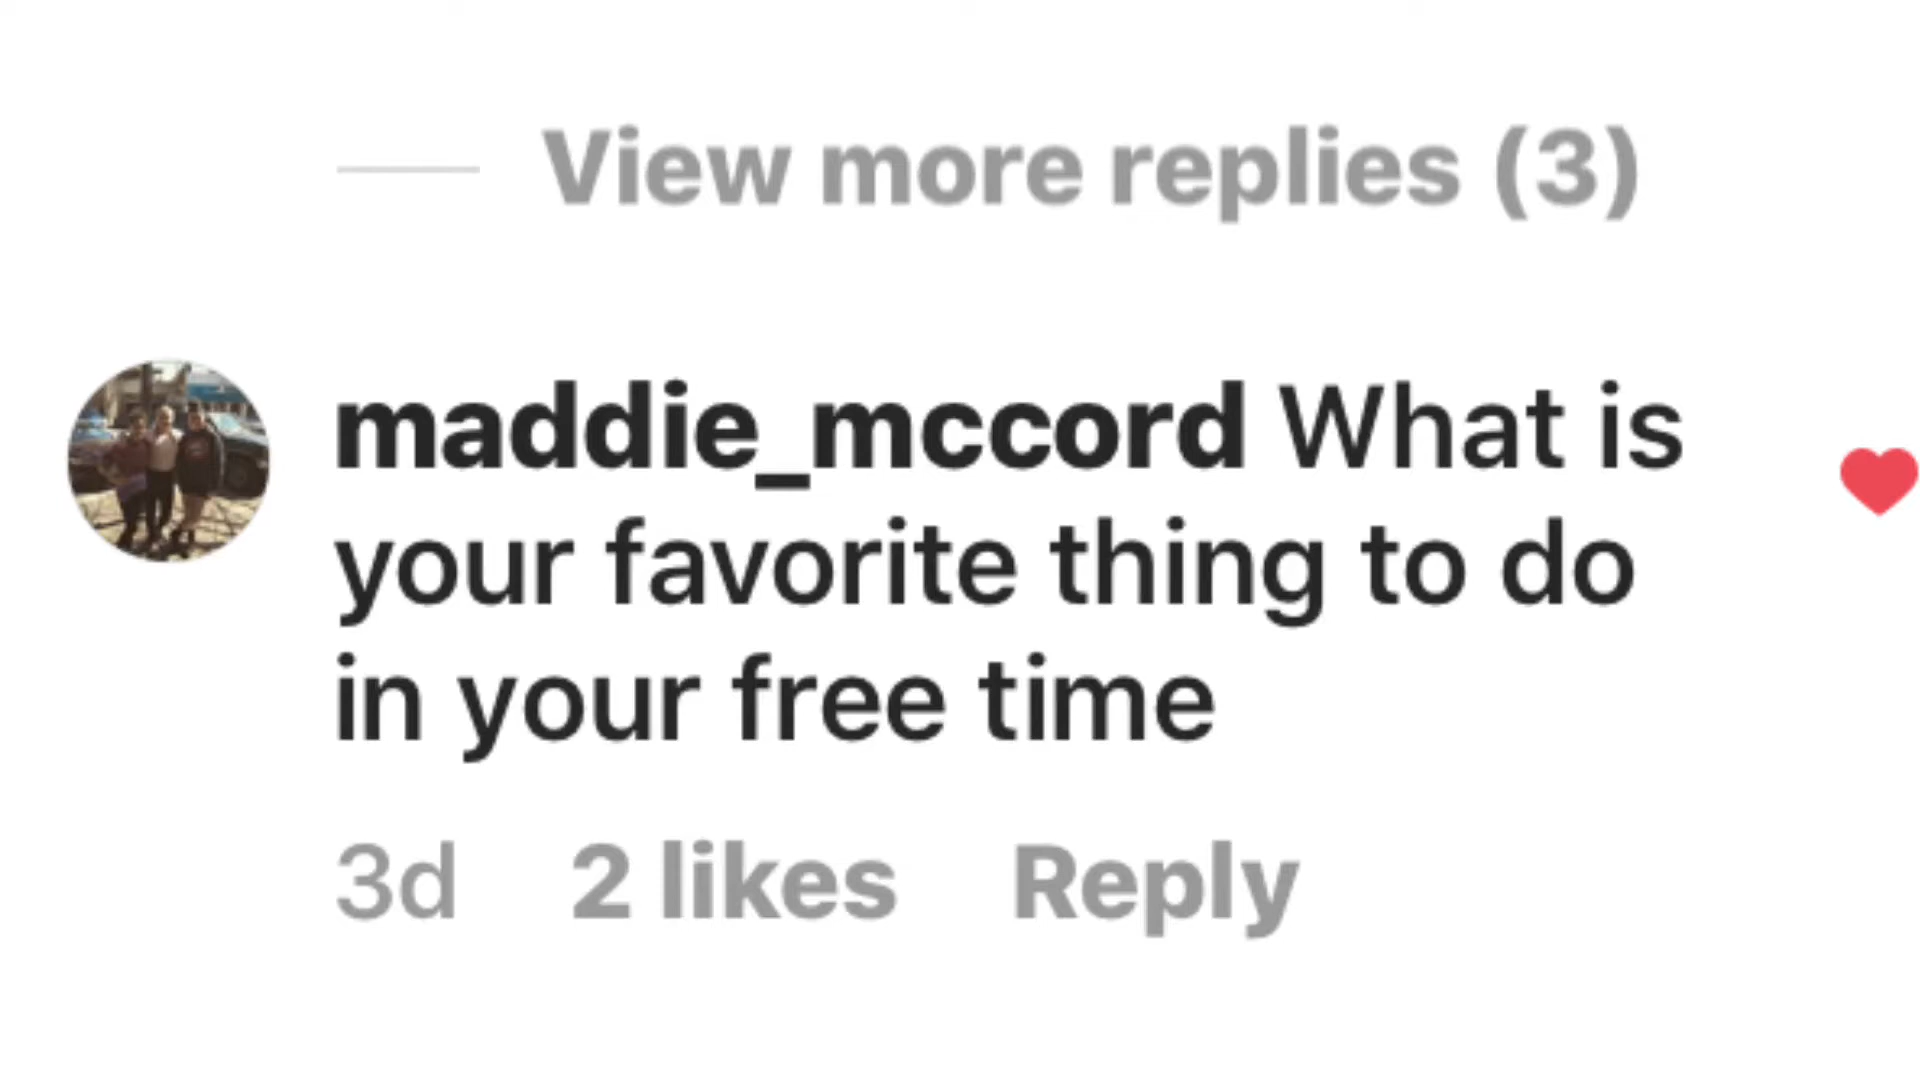 View more replies (3)
maddie_mccord What is
your favorite thing to do
in your free time
3d 2 likes Reply